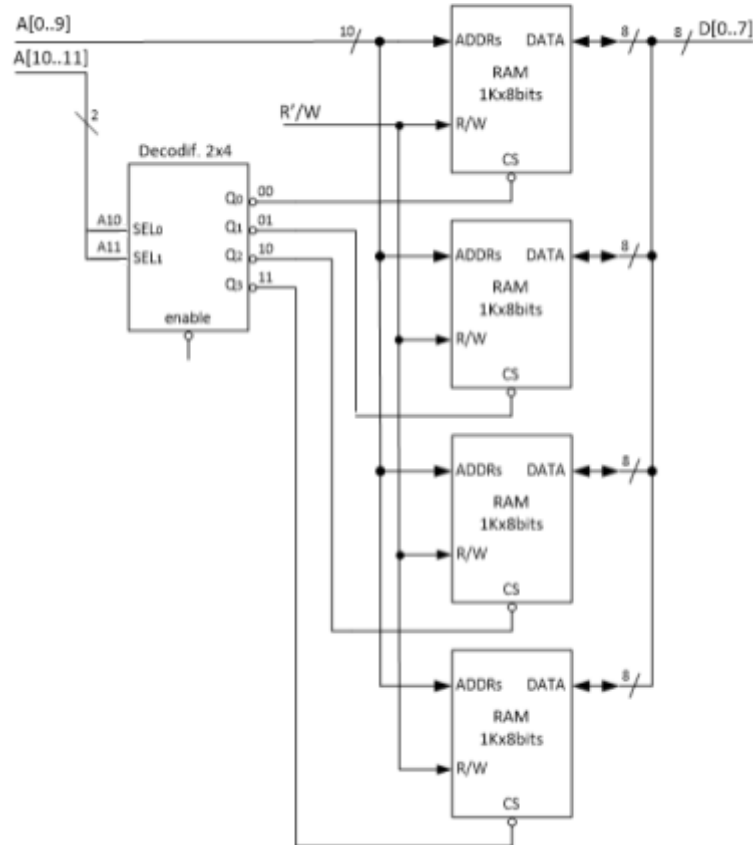 A[0..9]
A[10..11]
10
2
R'/W
Decodif. 2x4
A10
A11
SEL0
SEL1
Q0
00
Q1
01
Q2
10
Q3
11
enable
ADDRs DATA
RAM
1Kx8bits
R/W
CS
8
8
D[0..7]
ADDRs DATA
RAM
1Kx8bits
R/W
CS
8
ADDRs DATA
RAM
1Kx8bits
R/W
CS
8
ADDRs DATA
RAM
1Kx8bits
R/W
CS
8